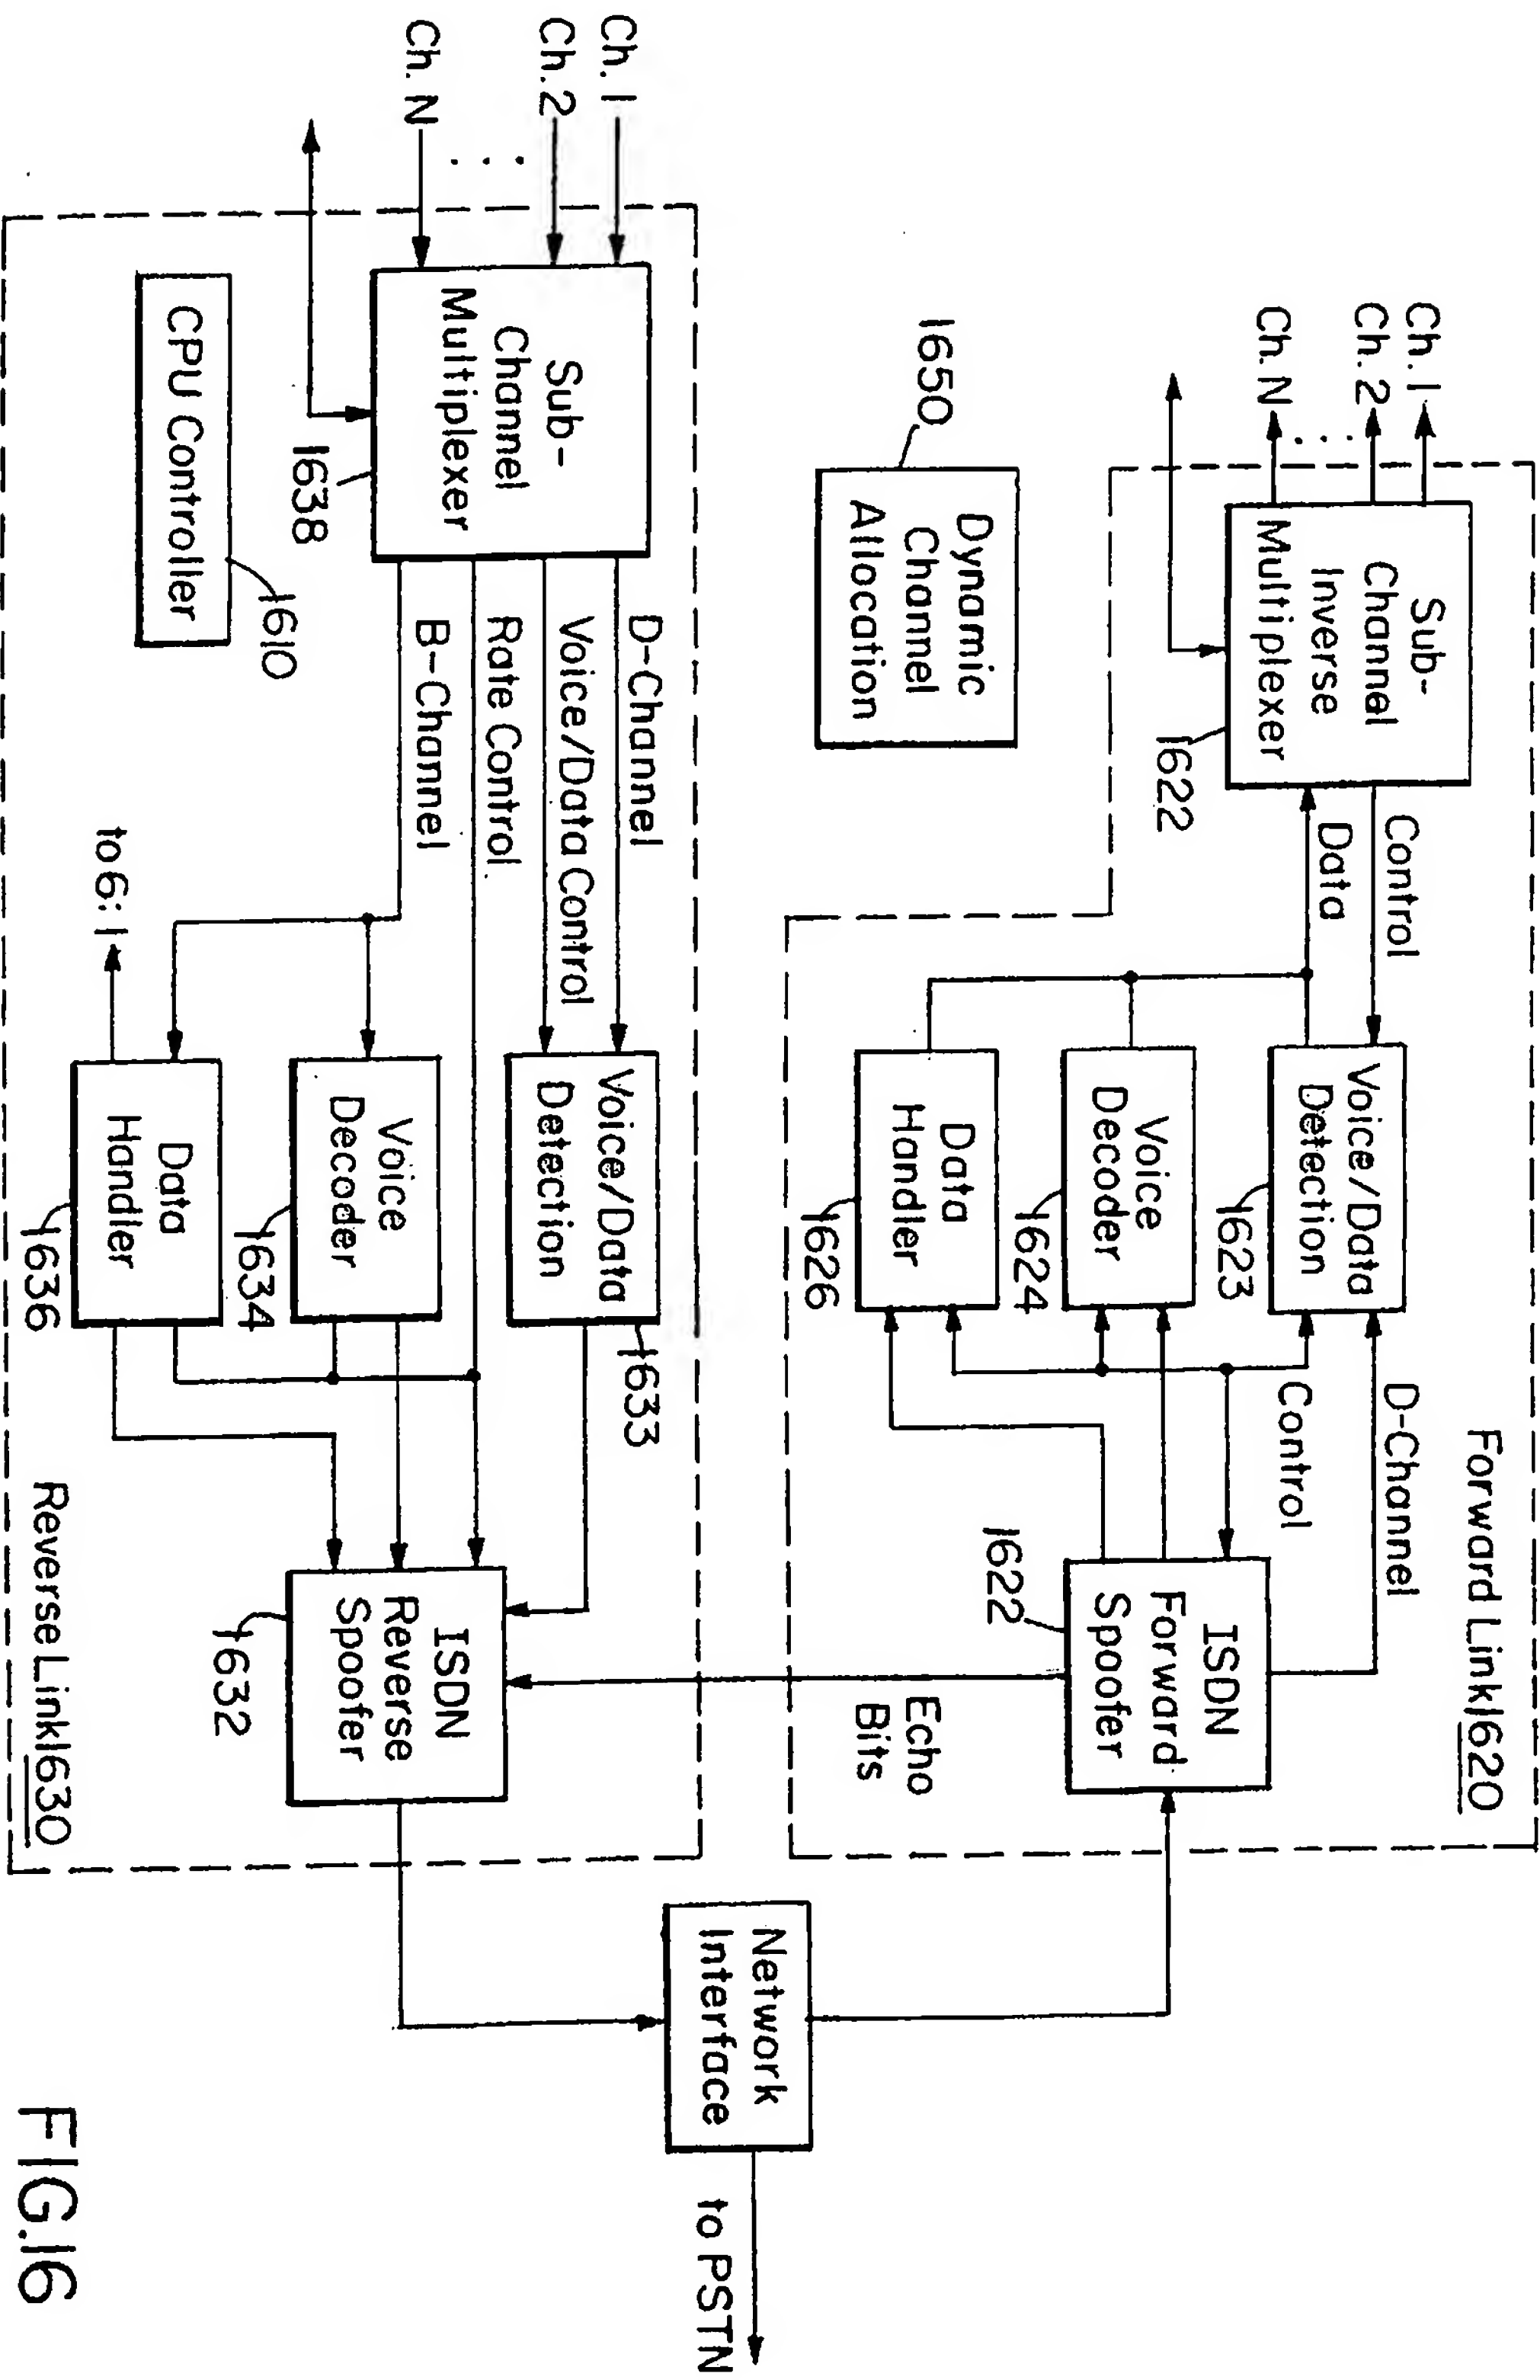 Forward Link 1620
Ch. 1
Ch. 2
. . .
Ch. N
Sub-
Channel
Inverse
Multiplexer
1622
Control
Data
Voice/Data
Detection
1623
Voice
Decoder
1624
Data
Handler
1626
D-Channel
Control
ISDN
Forward
Spoofer
1622
Echo
Bits
1650
Dynamic
Channel
Allocation
Network
Interface
to PSTN
Ch. 1
Ch. 2
. . .
Ch. N
Sub-
Channel
Multiplexer
1638
D-Channel
Voice/Data Control
Rate Control
B-Channel
Voice/Data
Detection
1633
Voice
Decoder
1634
Data
Handler
1636
to 6:1
ISDN
Reverse
Spoofer
1632
CPU Controller
1610
Reverse Link 1630
FIG.16